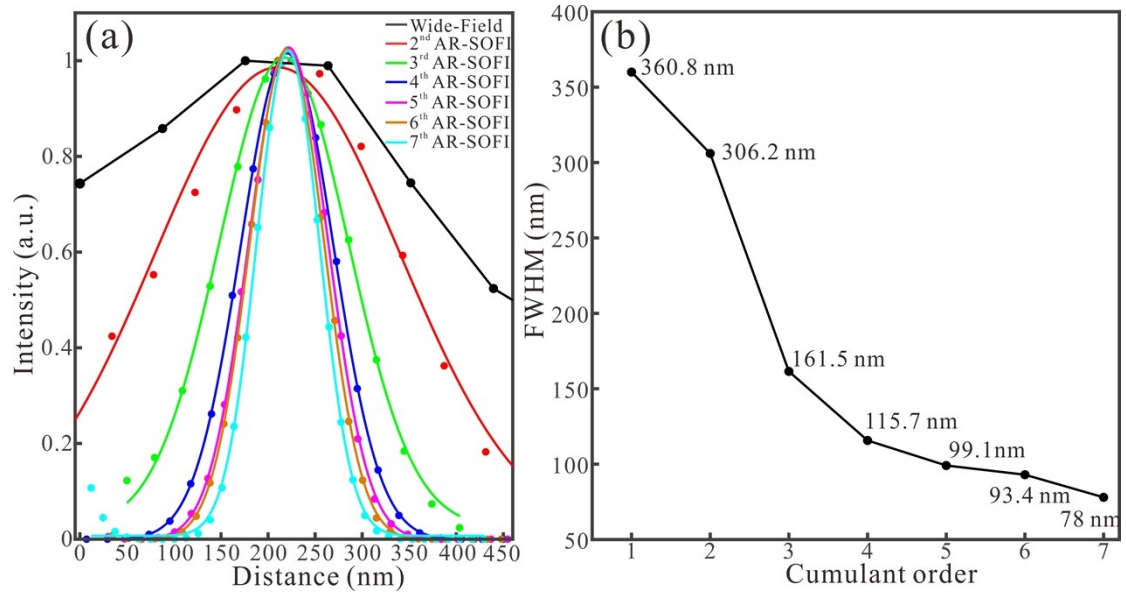 (a)
Wide-Field
2nd AR-SOFI
3rd AR-SOFI
4th AR-SOFI
5th AR-SOFI
6th AR-SOFI
7th AR-SOFI
Intensity (a.u.)
1
0.8
0.6
0.4
0.2
0
0 50 100 150 200 250 300 350 400 450
Distance (nm)
(b)
FWHM (nm)
400
350
300
250
200
150
100
50
360.8 nm
306.2 nm
161.5 nm
115.7 nm
99.1nm
93.4 nm
78 nm
1 2 3 4 5 6 7
Cumulant order